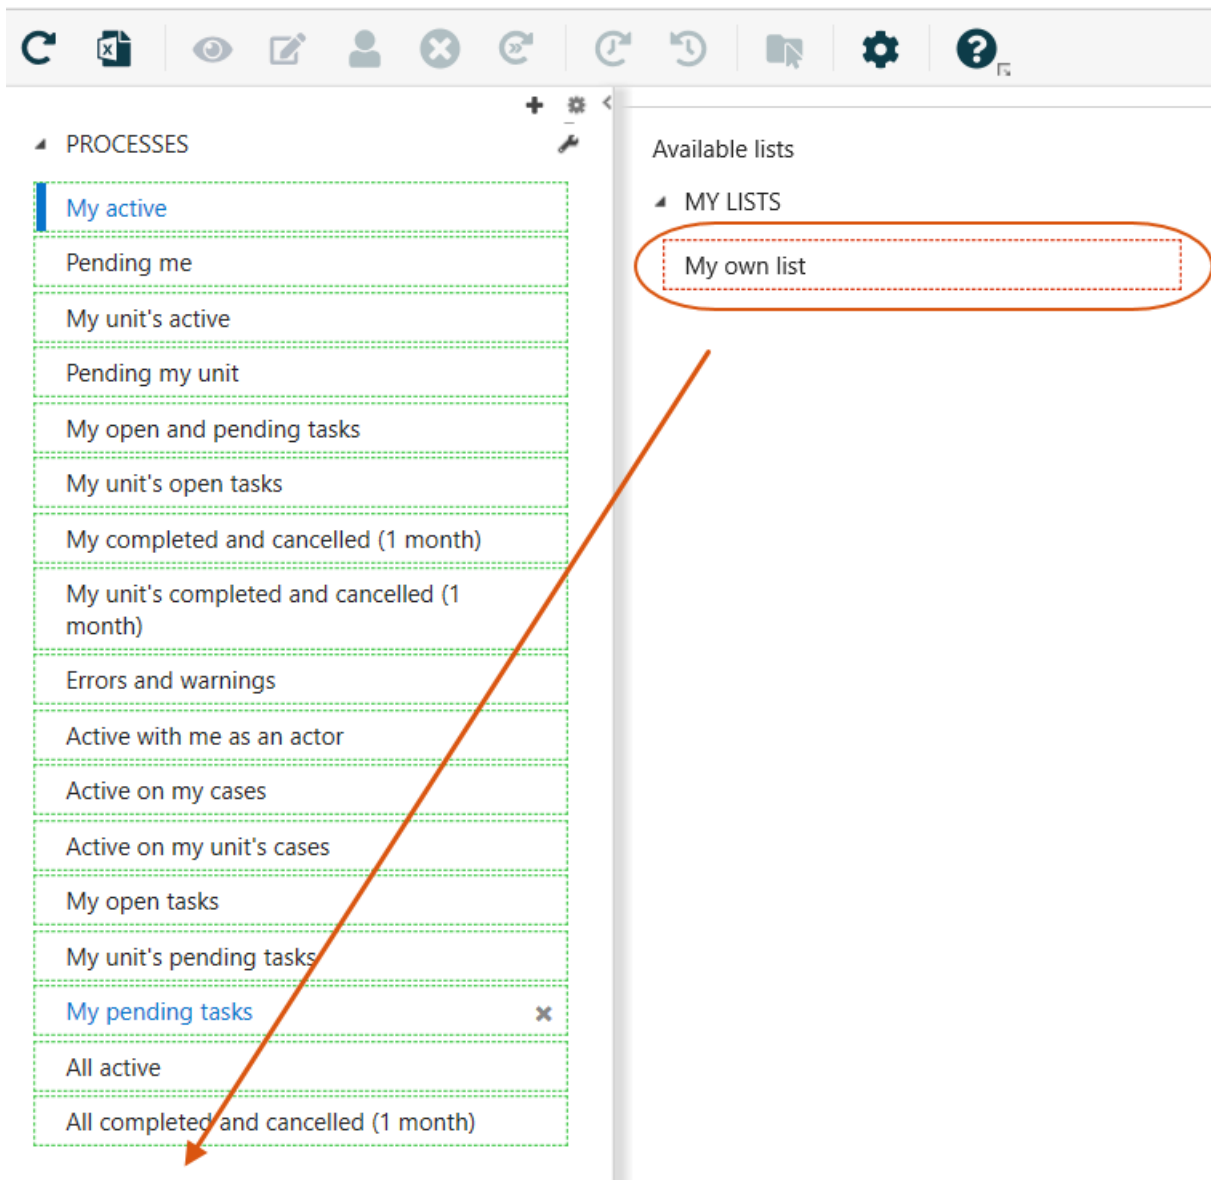 PROCESSES
My active
Pending me
My unit's active
Pending my unit
My open and pending tasks
My unit's open tasks
My completed and cancelled (1 month)
My unit's completed and cancelled (1
month)
Errors and warnings
Active with me as an actor
Active on my cases
Active on my unit's cases
My open tasks
My unit's pending tasks
My pending tasks
All active
All completed and cancelled (1 month)
Available lists
MY LISTS
My own list